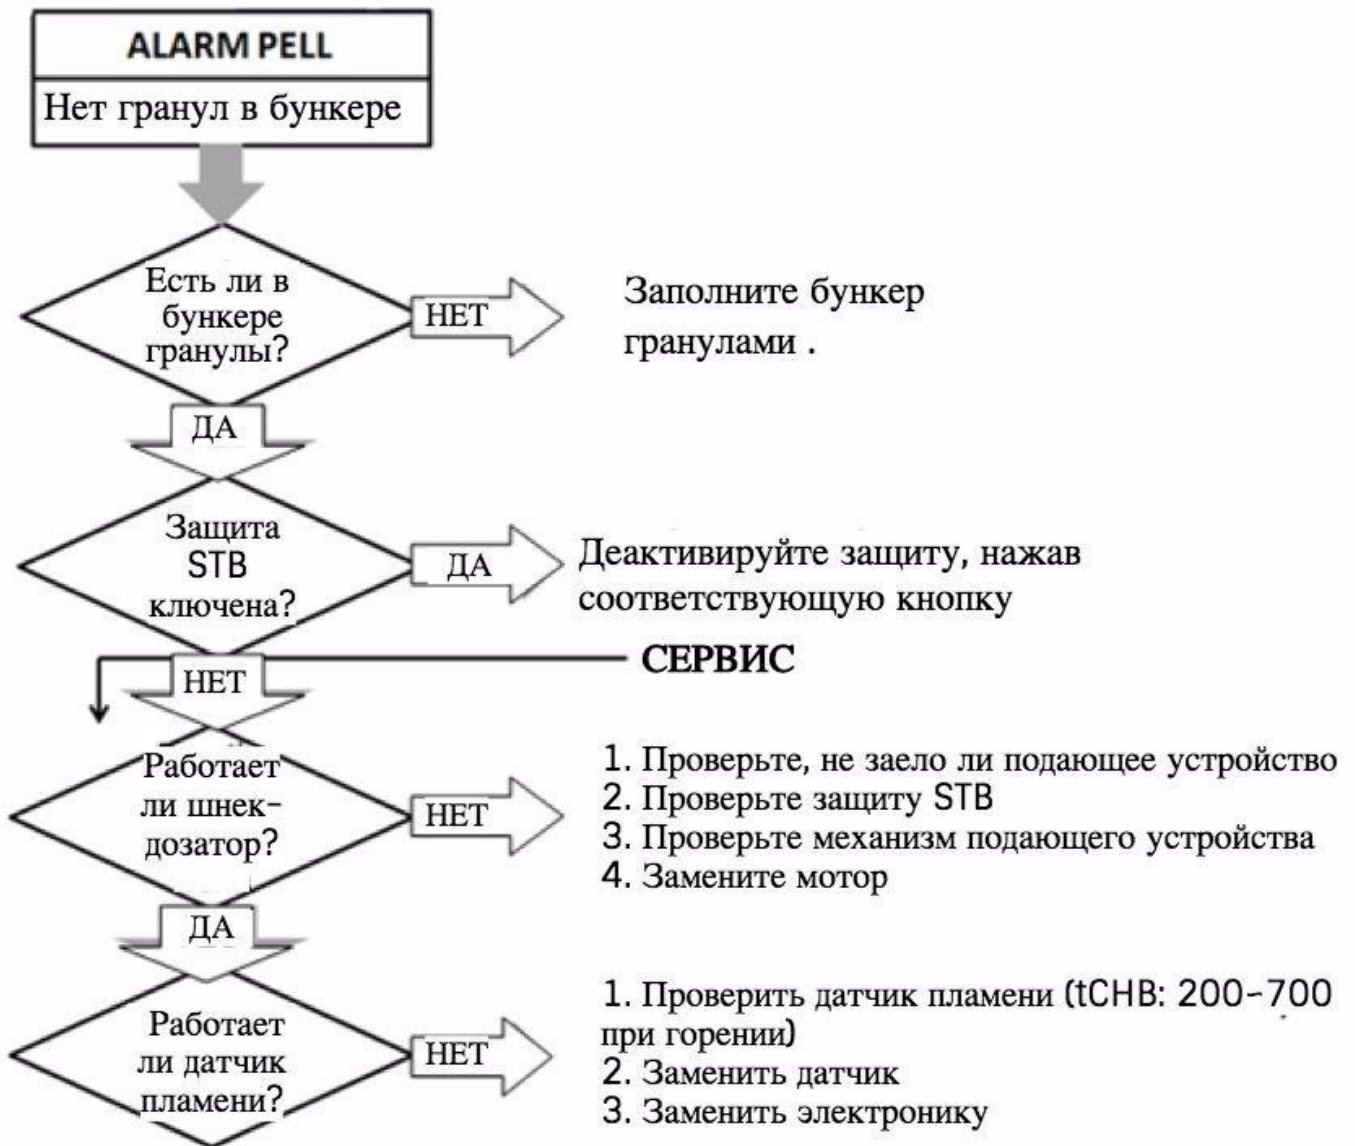 ALARM PELL
Нет гранул в бункере
Есть ли в
бункере
гранулы?
НЕТ
Заполните бункер
гранулами .
ДА
Защита
STB
ключена?
ДА
Деактивируйте защиту, нажав
соответствующую кнопку
СЕРВИС
НЕТ
Работает
ли шнек-
дозатор?
НЕТ
1. Проверьте, не заело ли подающее устройство
2. Проверьте защиту STB
3. Проверьте механизм подающего устройства
4. Замените мотор
ДА
Работает
ли датчик
пламени?
НЕТ
1. Проверить датчик пламени (tCHB: 200-700
при горении)
2. Заменить датчик
3. Заменить электронику